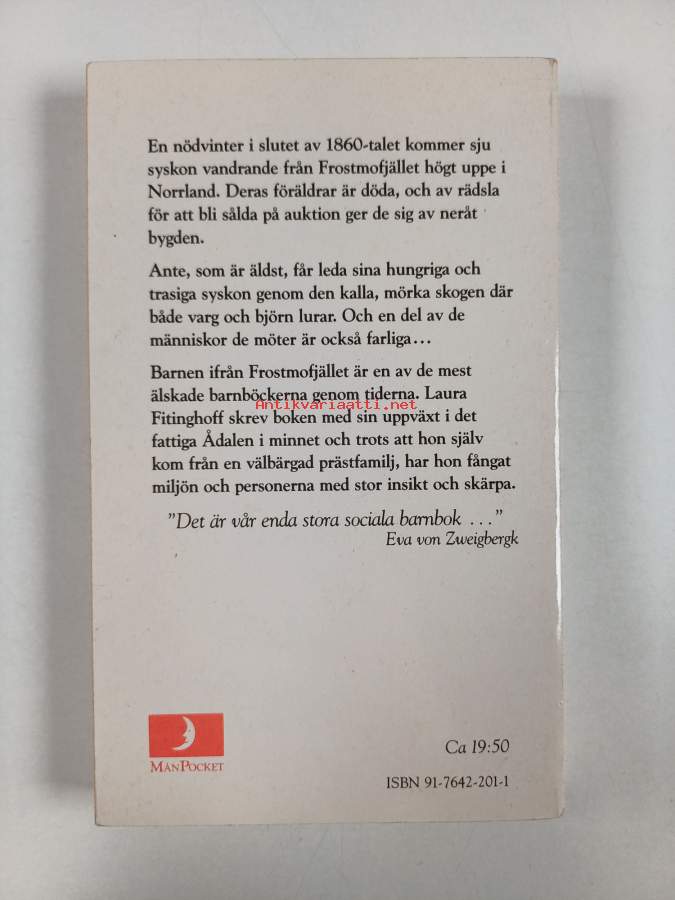 En nödvinter i slutet av 1860-talet kommer sju
syskon vandrande från Frostmofjället högt uppe i
Norrland. Deras föräldrar är döda, och av rädsla
för att bli sålda på auktion ger de sig av neråt
bygden.
Ante, som är äldst, får leda sina hungriga och
trasiga syskon genom den kalla, mörka skogen där
både varg och björn lurar. Och en del av de
människor de möter är också farliga...
Barnen ifrån Frostmofjället är en av de mest
älskade barnböckerna genom tiderna. Laura
Antikvariaatti.net
Fitinghoff skrev boken med sin uppväxt i det
fattiga Ådalen i minnet och trots att hon själv
kom från en välbärgad prästfamilj, har hon fångat
miljön och personerna med stor insikt och skärpa.
"Det är vår enda stora sociala barnbok ..."
Eva von Zweigbergk
MånPocket
Ca 19:50
ISBN 91-7642-201-1